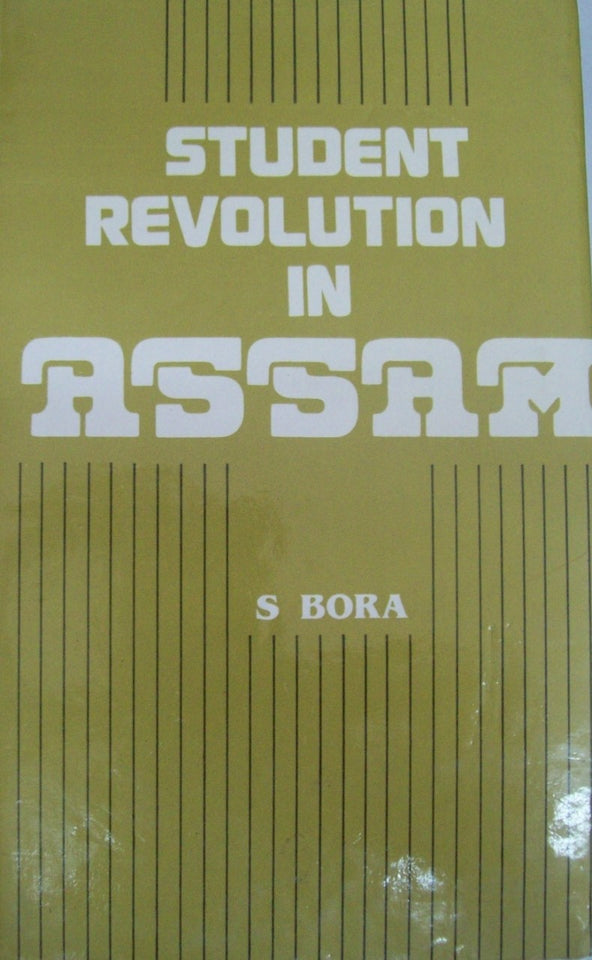 STUDENT
REVOLUTION
IN
ASSAM
S BORA